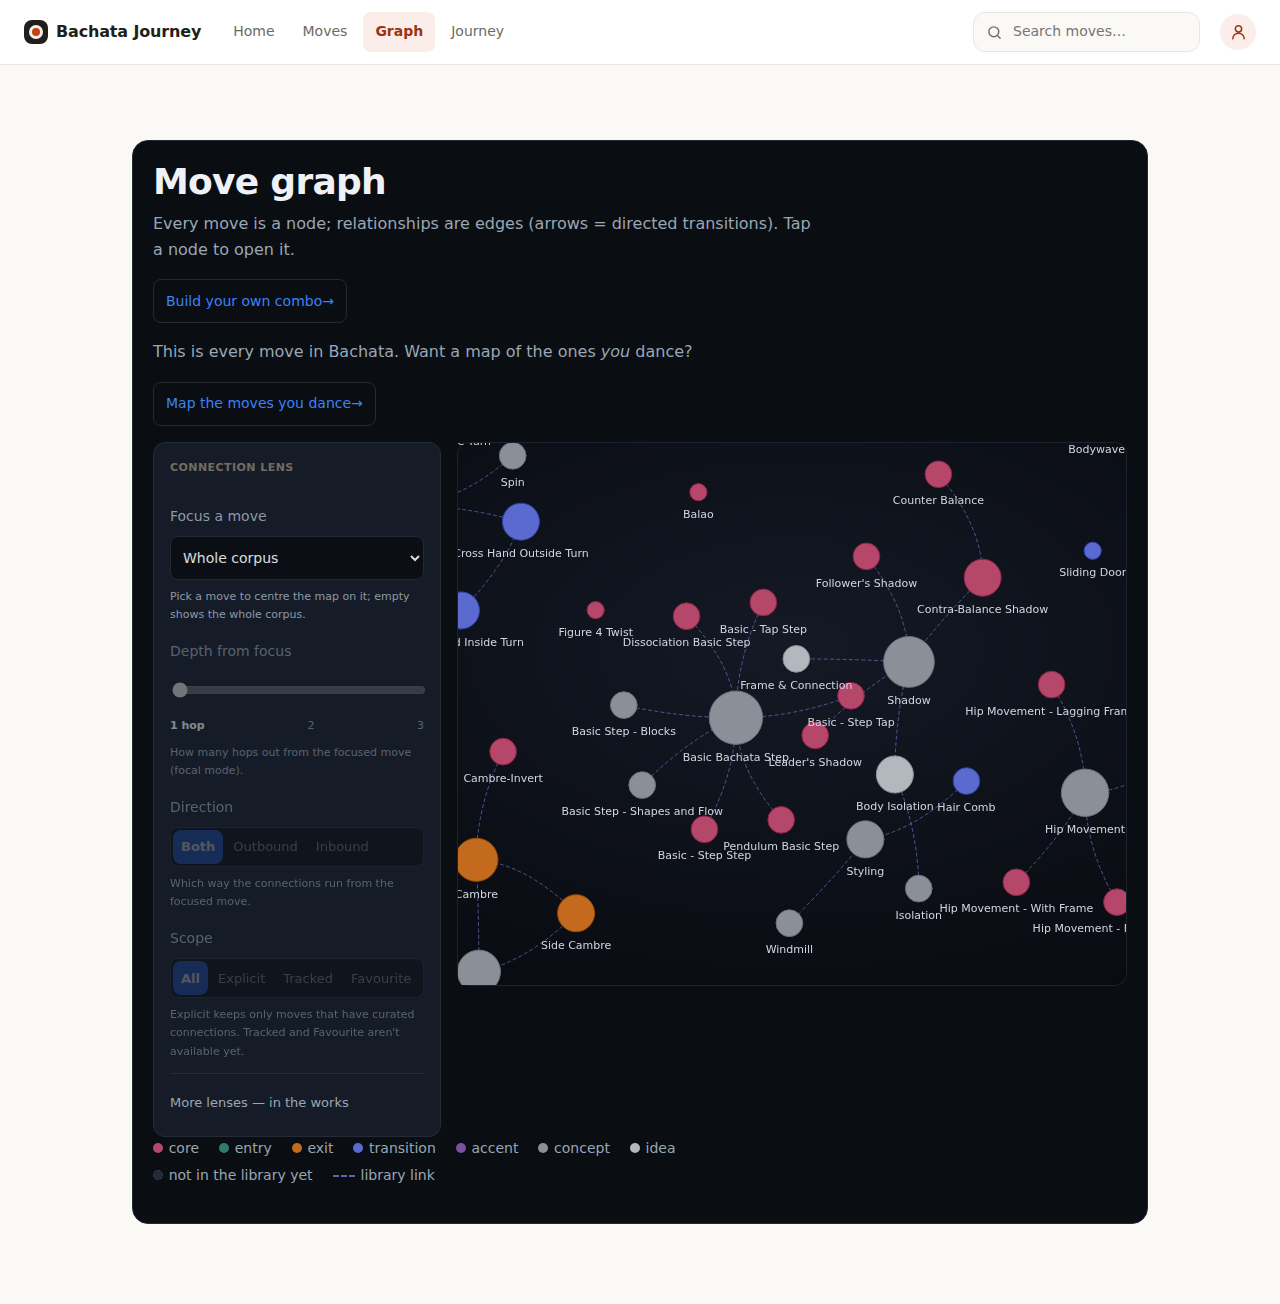 Bachata Journey
Home
Moves
Graph
Journey
Search moves...
Move graph
Every move is a node; relationships are edges (arrows = directed transitions). Tap
a node to open it.
Build your own combo→
This is every move in Bachata. Want a map of the ones you dance?
Map the moves you dance→
CONNECTION LENS
Focus a move
Whole corpus
Pick a move to centre the map on it; empty
shows the whole corpus.
Depth from focus
1 hop
2
3
How many hops out from the focused move
(focal mode).
Direction
Both
Outbound
Inbound
Which way the connections run from the
focused move.
Scope
All
Explicit
Tracked
Favourite
Explicit keeps only moves that have curated
connections. Tracked and Favourite aren't
available yet.
More lenses — in the works
Bodywave
Spin
Counter Balance
Balao
Cross Hand Outside Turn
Sliding Door
Follower's Shadow
Contra-Balance Shadow
Figure 4 Twist
Basic - Tap Step
d Inside Turn
Dissociation Basic Step
Frame & Connection
Shadow
Hip Movement - Lagging Fran
Basic - Step Tap
Basic Step - Blocks
Basic Bachata Step
Leader's Shadow
Cambre-Invert
Body Isolation
Hair Comb
Basic Step - Shapes and Flow
Hip Movement
Pendulum Basic Step
Basic - Step Step
Styling
Cambre
Isolation
Hip Movement - With Frame
Hip Movement -
Side Cambre
Windmill
core
entry
exit
transition
accent
concept
idea
not in the library yet
library link